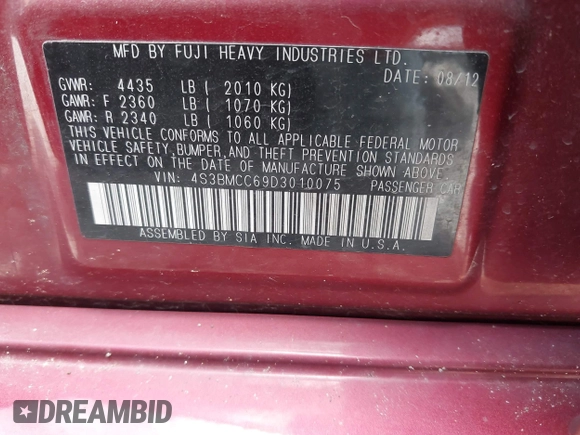 MFD BY FUJI HEAVY INDUSTRIES LTD.
DATE: 08/12
GVWR: 4435 LB ( 2010 KG)
GAWR: F 2360 LB ( 1070 KG)
GAWR: R 2340 LB ( 1060 KG)
THIS VEHICLE CONFORMS TO ALL APPLICABLE FEDERAL MOTOR
VEHICLE SAFETY, BUMPER, AND THEFT PREVENTION STANDARDS
IN EFFECT ON THE DATE OF MANUFACTURE SHOWN ABOVE.
VIN: 4S3BMCC69D3010075 PASSENGER CAR
ASSEMBLED BY SIA INC. MADE IN U.S.A.
DREAMBID